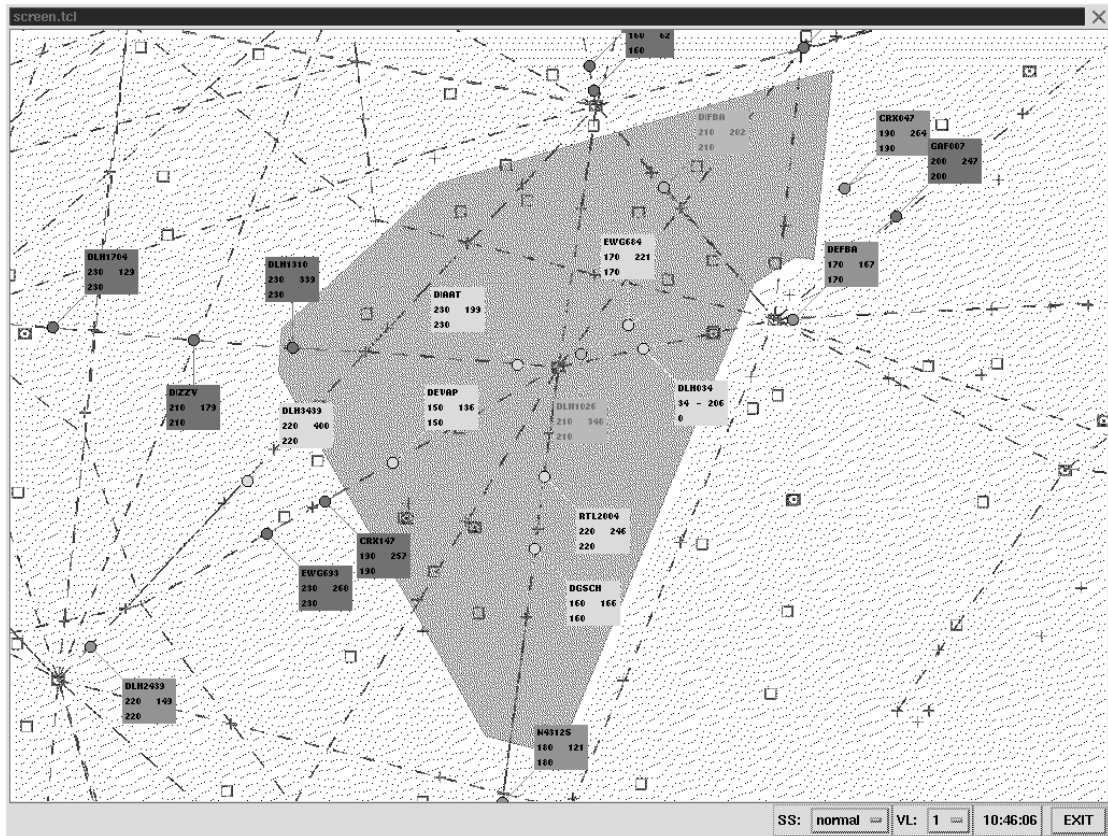 screen.tcl
160 62
160
DIFBA
210 202
210
CRX047
190 264
190
GAF007
200 247
200
EWG684
170 221
170
DEFBA
170 167
170
DLH1704
230 129
230
DLH1310
230 339
230
DIAAT
230 199
230
DIZZV
210 179
210
DLH3439
220 400
220
DEVAP
150 136
150
DLH1026
210 348
210
DLH034
34 - 206
0
RTL2004
220 246
220
CRX147
190 257
190
EWG693
230 260
230
DGSCH
160 166
160
DLH2439
220 149
220
N4312S
180 121
180
SS: normal VL: 1 10:46:06 EXIT